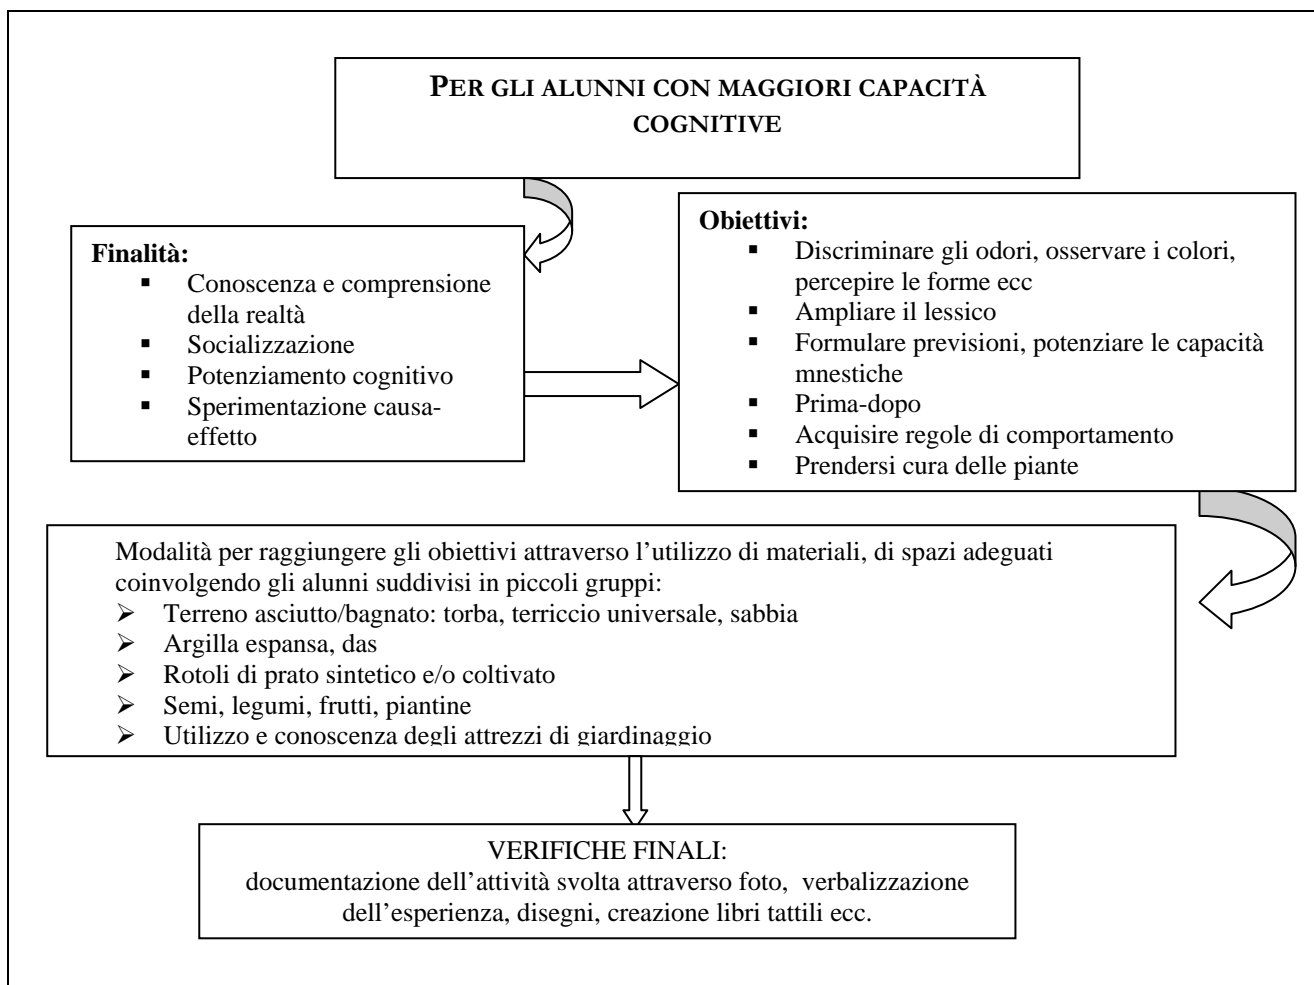 PER GLI ALUNNI CON MAGGIORI CAPACITÀ
COGNITIVE
Finalità:
▪ Conoscenza e comprensione
della realtà
▪ Socializzazione
▪ Potenziamento cognitivo
▪ Sperimentazione causa-
effetto
Obiettivi:
▪ Discriminare gli odori, osservare i colori,
percepire le forme ecc
▪ Ampliare il lessico
▪ Formulare previsioni, potenziare le capacità
mnestiche
▪ Prima-dopo
▪ Acquisire regole di comportamento
▪ Prendersi cura delle piante
Modalità per raggiungere gli obiettivi attraverso l’utilizzo di materiali, di spazi adeguati
coinvolgendo gli alunni suddivisi in piccoli gruppi:
➢ Terreno asciutto/bagnato: torba, terriccio universale, sabbia
➢ Argilla espansa, das
➢ Rotoli di prato sintetico e/o coltivato
➢ Semi, legumi, frutti, piantine
➢ Utilizzo e conoscenza degli attrezzi di giardinaggio
VERIFICHE FINALI:
documentazione dell’attività svolta attraverso foto, verbalizzazione
dell’esperienza, disegni, creazione libri tattili ecc.